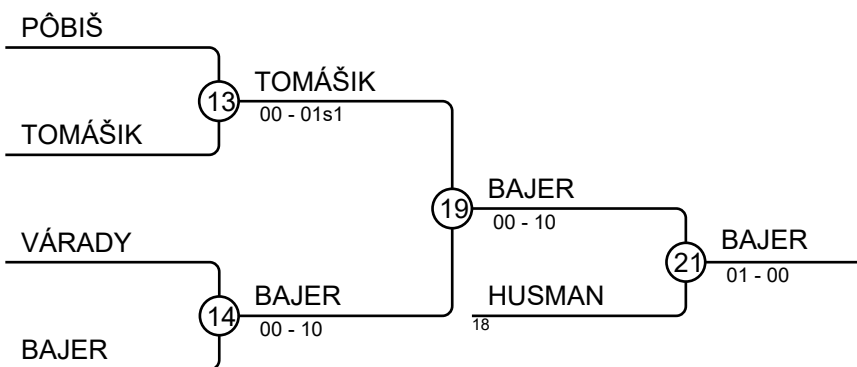 PÔBIŠ
13
TOMÁŠIK
00 - 01s1
TOMÁŠIK
19
BAJER
00 - 10
VÁRADY
21
BAJER
01 - 00
14
BAJER
00 - 10
HUSMAN
18
BAJER